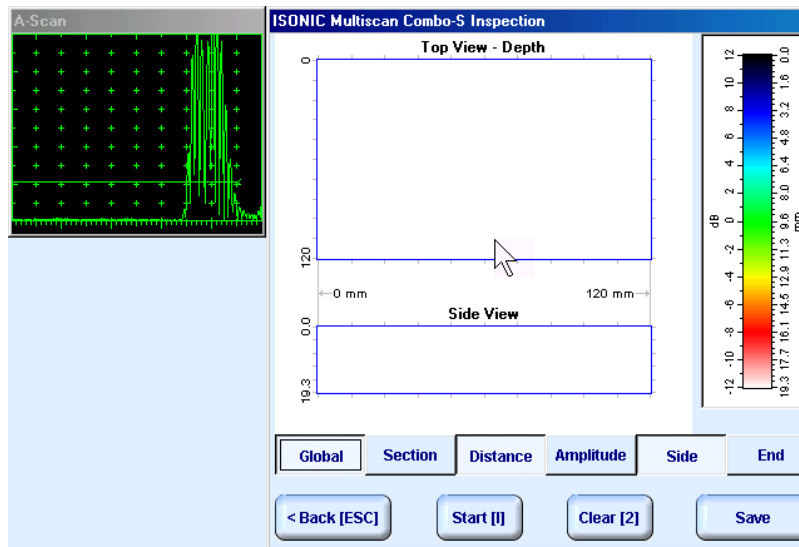 A-Scan
ISONIC Multiscan Combo-S Inspection
Top View - Depth
0
120
0 mm
120 mm
Side View
0.0
19.3
12
10
8
6
4
2
0
-2
-4
-6
-8
-10
-12
dB
0.0
1.6
3.2
4.8
6.4
8.0
9.6
11.3
12.9
14.5
16.1
17.7
19.3
mm
Global
Section
Distance
Amplitude
Side
End
< Back [ESC]
Start [I]
Clear [2]
Save